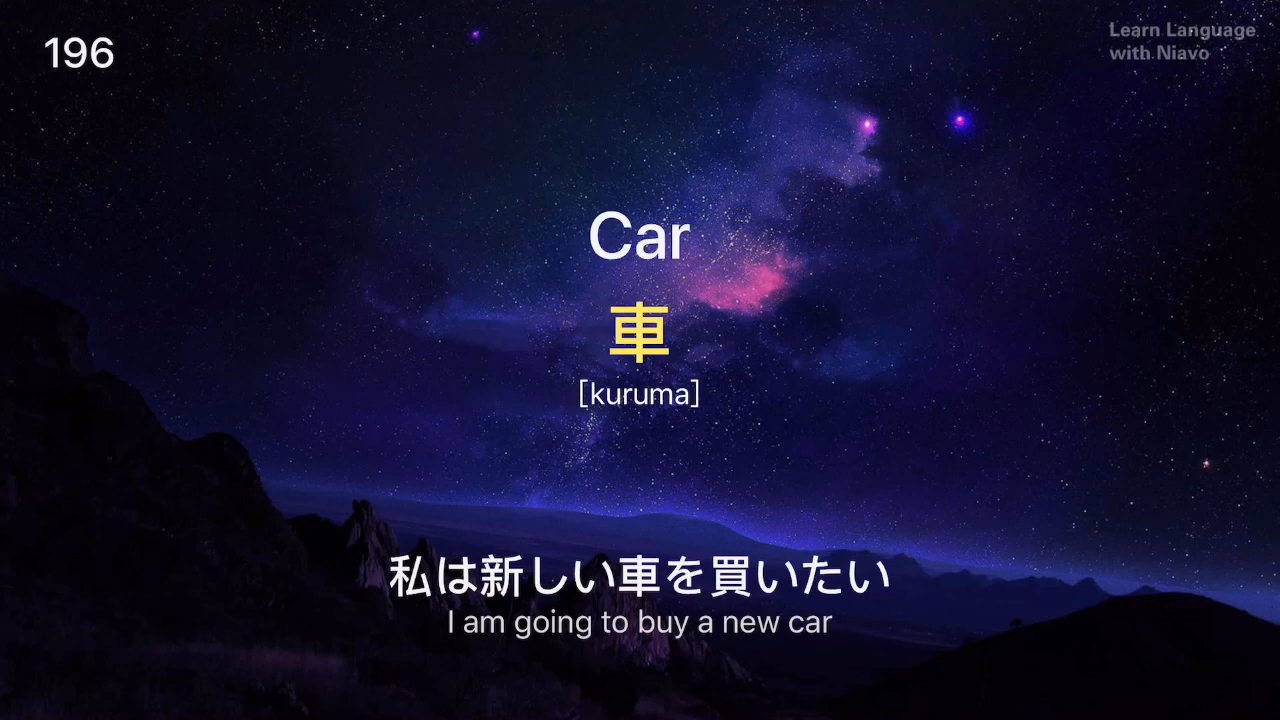 196
Learn Language
with Niavo
Car
車
[kuruma]
私は新しい車を買いたい
I am going to buy a new car